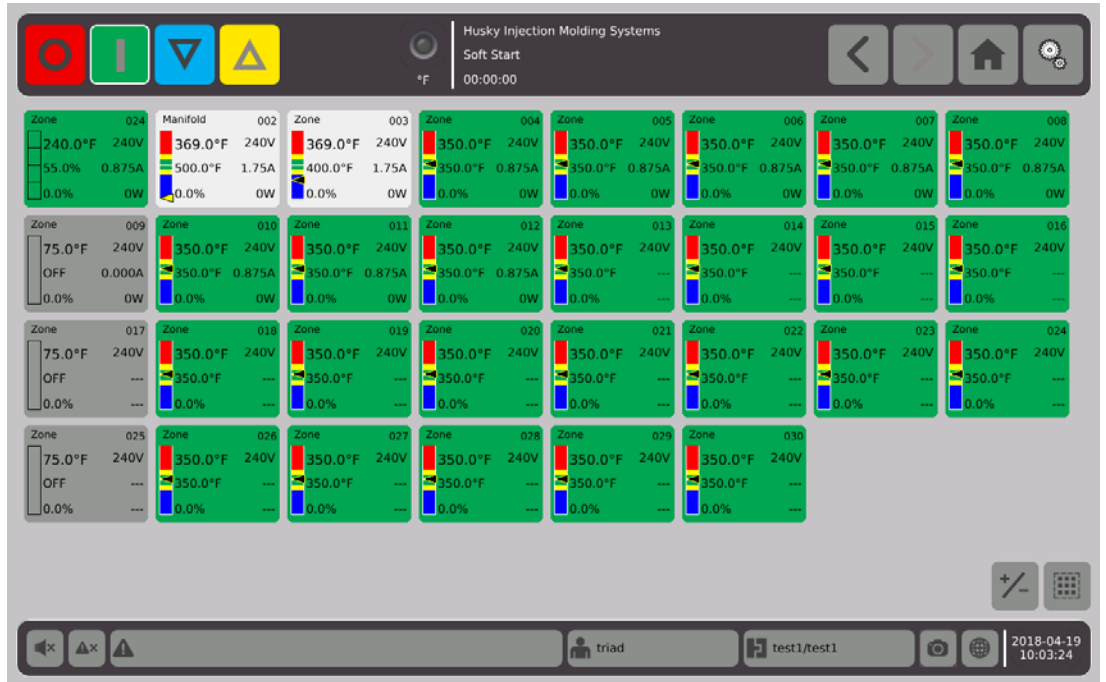 Husky Injection Molding Systems
Soft Start
°F 00:00:00
Zone 024 Manifold 002 Zone 003 Zone 004 Zone 005 Zone 006 Zone 007 Zone 008
240.0°F 240V 369.0°F 240V 369.0°F 240V 350.0°F 240V 350.0°F 240V 350.0°F 240V 350.0°F 240V 350.0°F 240V
55.0% 0.875A 500.0°F 1.75A 400.0°F 1.75A 350.0°F 0.875A 350.0°F 0.875A 350.0°F 0.875A 350.0°F 0.875A 350.0°F 0.875A
0.0% 0W 0.0% 0W 0.0% 0W 0.0% 0W 0.0% 0W 0.0% 0W 0.0% 0W 0.0% 0W
Zone 009 Zone 010 Zone 011 Zone 012 Zone 013 Zone 014 Zone 015 Zone 016
75.0°F 240V 350.0°F 240V 350.0°F 240V 350.0°F 240V 350.0°F 240V 350.0°F 240V 350.0°F 240V 350.0°F 240V
OFF 0.000A 350.0°F 0.875A 350.0°F 0.875A 350.0°F 0.875A 350.0°F --- 350.0°F --- 350.0°F --- 350.0°F ---
0.0% 0W 0.0% 0W 0.0% 0W 0.0% 0W 0.0% --- 0.0% --- 0.0% --- 0.0% ---
Zone 017 Zone 018 Zone 019 Zone 020 Zone 021 Zone 022 Zone 023 Zone 024
75.0°F 240V 350.0°F 240V 350.0°F 240V 350.0°F 240V 350.0°F 240V 350.0°F 240V 350.0°F 240V 350.0°F 240V
OFF --- 350.0°F --- 350.0°F --- 350.0°F --- 350.0°F --- 350.0°F --- 350.0°F --- 350.0°F ---
0.0% --- 0.0% --- 0.0% --- 0.0% --- 0.0% --- 0.0% --- 0.0% --- 0.0% ---
Zone 025 Zone 026 Zone 027 Zone 028 Zone 029 Zone 030
75.0°F 240V 350.0°F 240V 350.0°F 240V 350.0°F 240V 350.0°F 240V 350.0°F 240V
OFF --- 350.0°F --- 350.0°F --- 350.0°F --- 350.0°F --- 350.0°F ---
0.0% --- 0.0% --- 0.0% --- 0.0% --- 0.0% --- 0.0% ---
+/-
triad test1/test1 2018-04-19
10:03:24